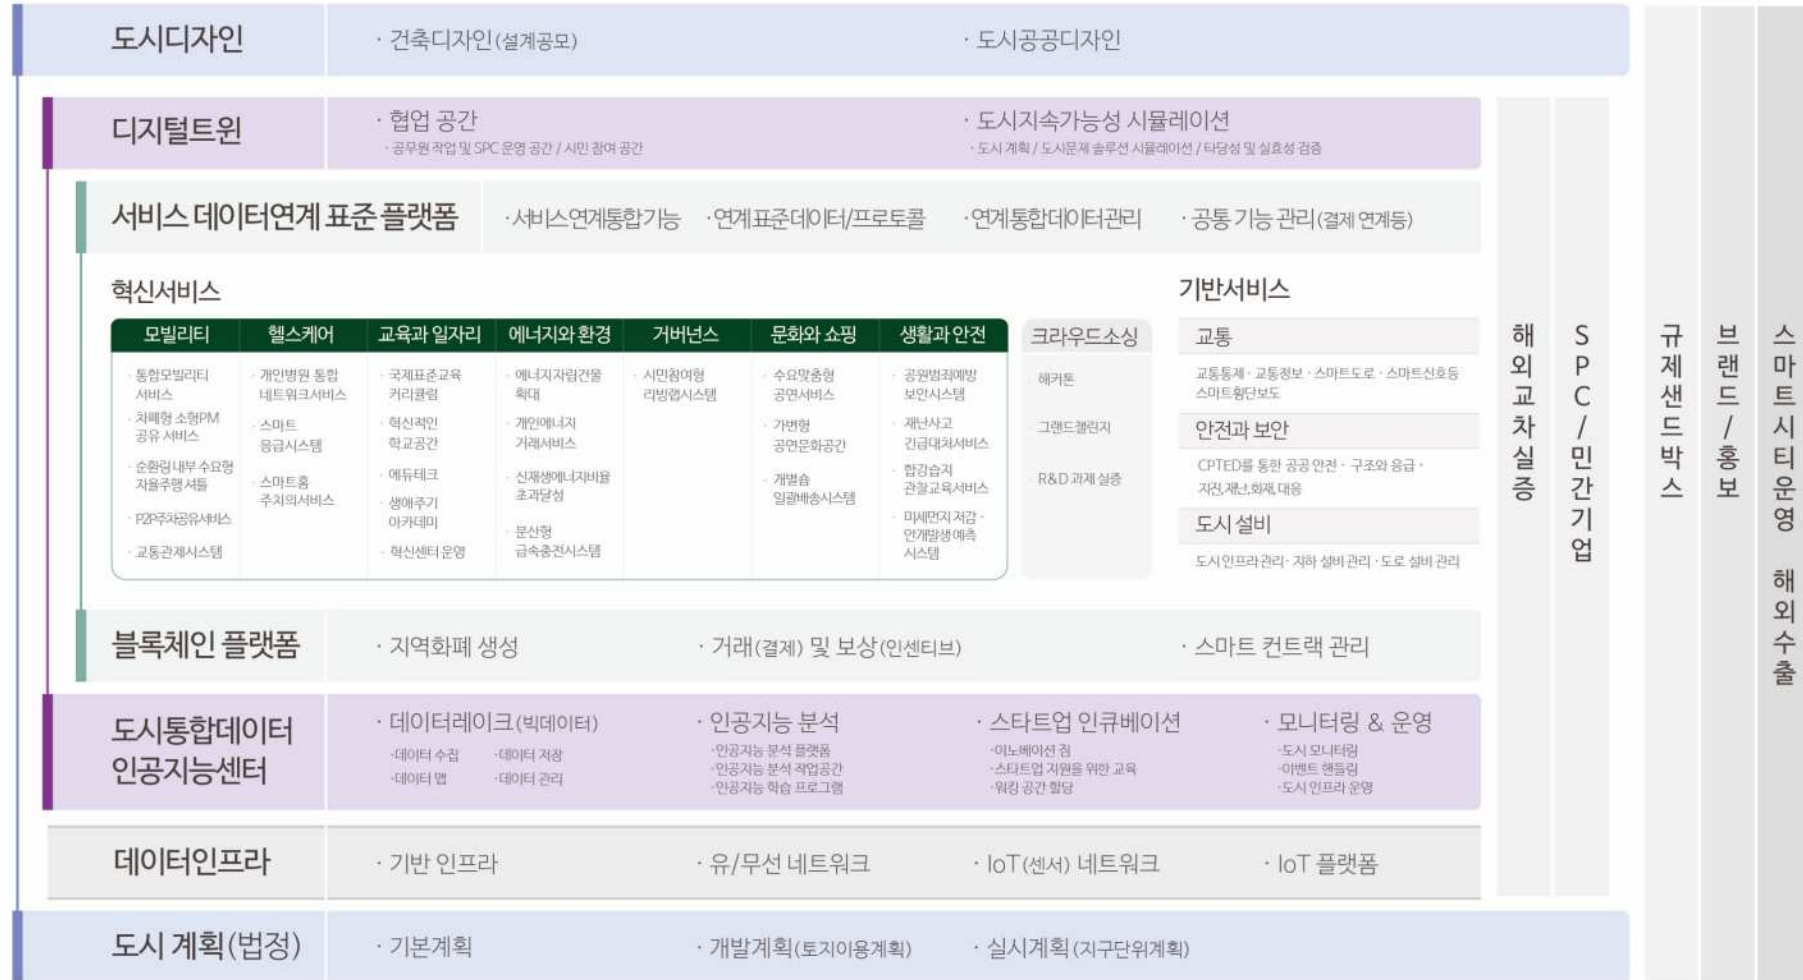 도시디자인
· 건축디자인(설계공모)
· 도시공공디자인
디지털트윈
· 협업 공간
· 공무원 작업 및 SPC 운영 공간 / 시민 참여 공간
· 도시지속가능성 시뮬레이션
· 도시 계획 / 도시문제 솔루션 시뮬레이션 / 타당성 및 실효성 검증
서비스 데이터연계 표준 플랫폼
·서비스연계통합기능
·연계표준데이터/프로토콜
·연계통합데이터관리
·공통 기능 관리(결제 연계등)
혁신서비스
모빌리티
· 통합모빌리티
서비스
· 차폐형 소형PM
공유 서비스
· 순환링 내부 수요형
자율주행 셔틀
· P2P주차공유서비스
· 교통관제시스템
헬스케어
· 개인병원 통합
네트워크서비스
· 스마트
응급시스템
· 스마트홈
주치의서비스
교육과 일자리
· 국제표준교육
커리큘럼
· 혁신적인
학교공간
· 에듀테크
· 생애주기
아카데미
· 혁신센터 운영
에너지와 환경
· 에너지자립건물
확대
· 개인에너지
거래서비스
· 신재생에너지비율
초과달성
· 분산형
급속충전시스템
거버넌스
· 시민참여형
리빙랩시스템
문화와 쇼핑
· 수요맞춤형
공연서비스
· 가변형
공연문화공간
· 개별숍
일괄배송시스템
생활과 안전
· 공원범죄예방
보안시스템
· 재난사고
긴급대처서비스
· 합강습지
관찰교육서비스
· 미세먼지 저감 ·
안개발생 예측
시스템
크라우드소싱
· 해커톤
· 그랜드챌린지
· R&D 과제 실증
기반서비스
교통
교통통제 · 교통정보 · 스마트도로 · 스마트신호등
스마트횡단보도
안전과 보안
CPTED를 통한 공공 안전 · 구조와 응급 ·
지진,재난,화재, 대응
도시 설비
도시인프라관리 · 지하 설비 관리 · 도로 설비 관리
블록체인 플랫폼
· 지역화폐 생성
· 거래(결제) 및 보상(인센티브)
· 스마트 컨트랙 관리
도시통합데이터
인공지능센터
· 데이터레이크(빅데이터)
·데이터 수집
·데이터 저장
·데이터 맵
·데이터 관리
· 인공지능 분석
·인공지능 분석 플랫폼
·인공지능 분석 작업공간
·인공지능 학습 프로그램
· 스타트업 인큐베이션
·이노베이션 짐
·스타트업 지원을 위한 교육
·워킹 공간 할당
· 모니터링 & 운영
·도시 모니터링
·이벤트 핸들링
·도시 인프라 운영
데이터인프라
· 기반 인프라
· 유/무선 네트워크
· IoT(센서) 네트워크
· IoT 플랫폼
도시 계획(법정)
· 기본계획
· 개발계획(토지이용계획)
· 실시계획(지구단위계획)
해외교차실증
SPC/민간기업
규제샌드박스
브랜드/홍보
스마트시티운영 해외수출